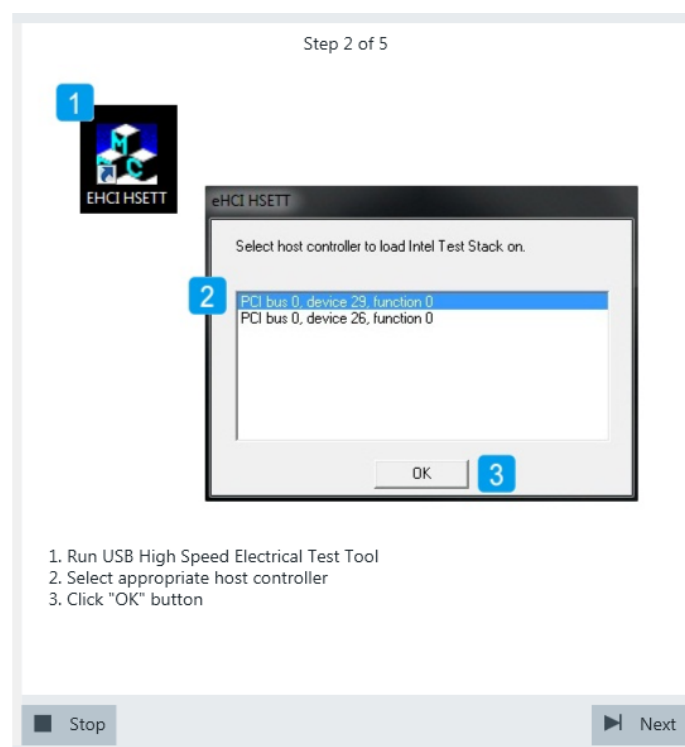 Step 2 of 5
1
M
C
EHCI HSETT
eHCI HSETT
Select host controller to load Intel Test Stack on.
2
PCI bus 0, device 29, function 0
PCI bus 0, device 26, function 0
OK
3
1. Run USB High Speed Electrical Test Tool
2. Select appropriate host controller
3. Click "OK" button
Stop
Next